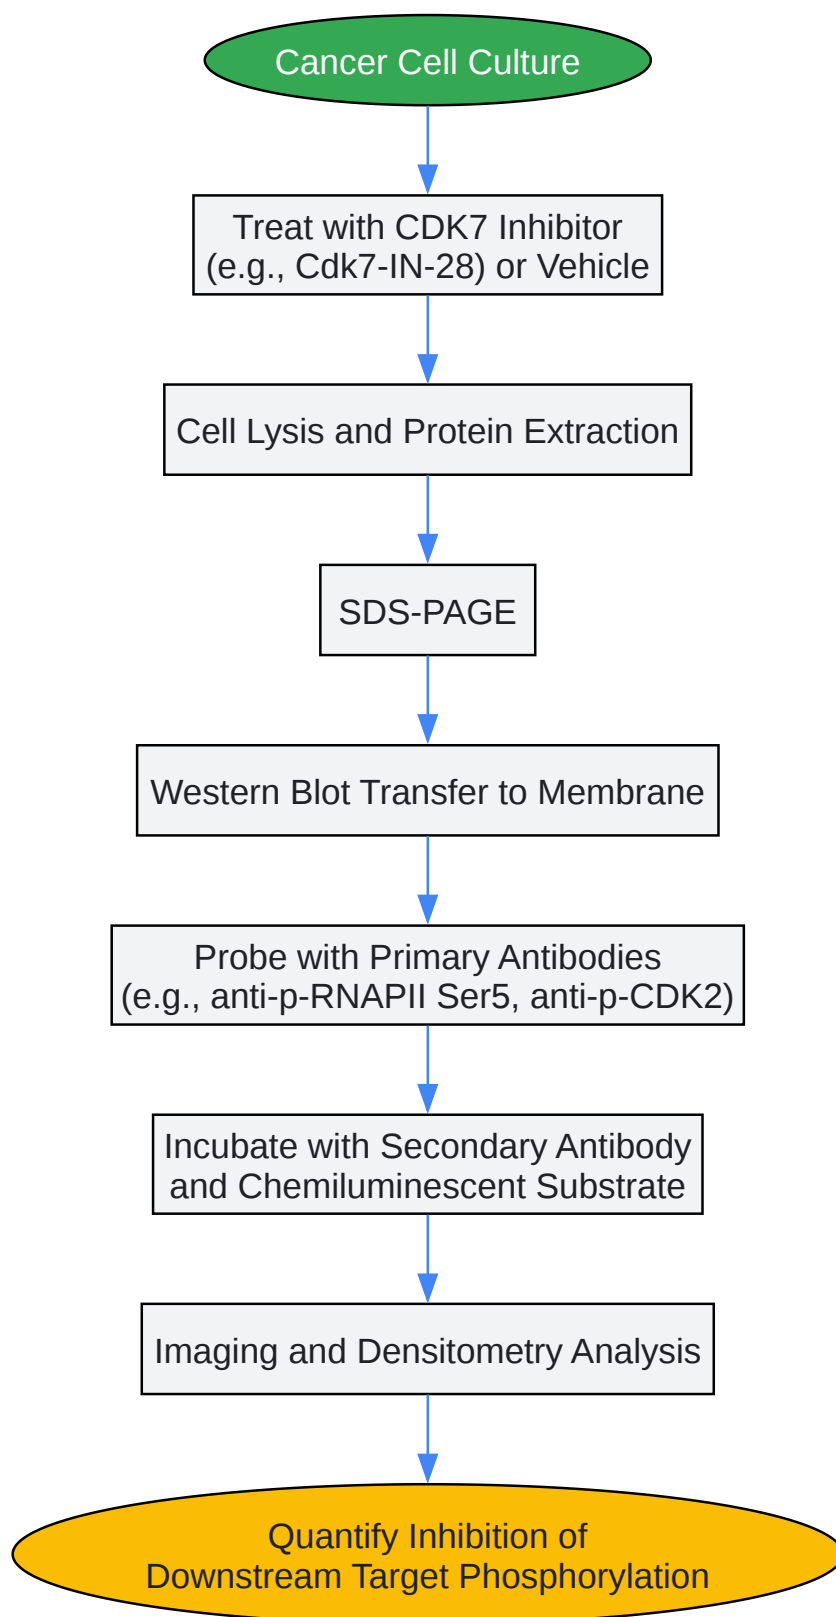 Cancer Cell Culture
Treat with CDK7 Inhibitor
(e.g., Cdk7-IN-28) or Vehicle
Cell Lysis and Protein Extraction
SDS-PAGE
Western Blot Transfer to Membrane
Probe with Primary Antibodies
(e.g., anti-p-RNAPII Ser5, anti-p-CDK2)
Incubate with Secondary Antibody
and Chemiluminescent Substrate
Imaging and Densitometry Analysis
Quantify Inhibition of
Downstream Target Phosphorylation